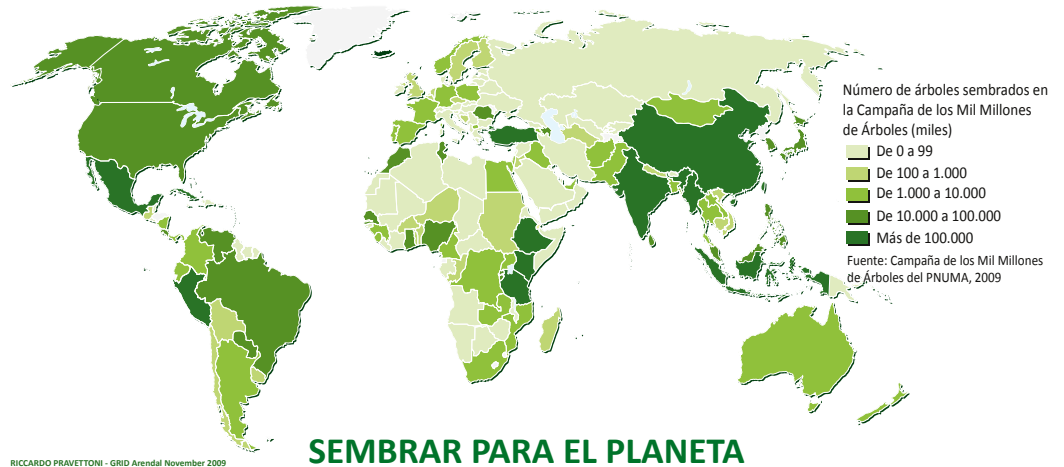 Número de árboles sembrados en
la Campaña de los Mil Millones
de Árboles (miles)
De 0 a 99
De 100 a 1.000
De 1.000 a 10.000
De 10.000 a 100.000
Más de 100.000
Fuente: Campaña de los Mil Millones
de Árboles del PNUMA, 2009
SEMBRAR PARA EL PLANETA
RICCARDO PRAVETTONI - GRID Arendal November 2009